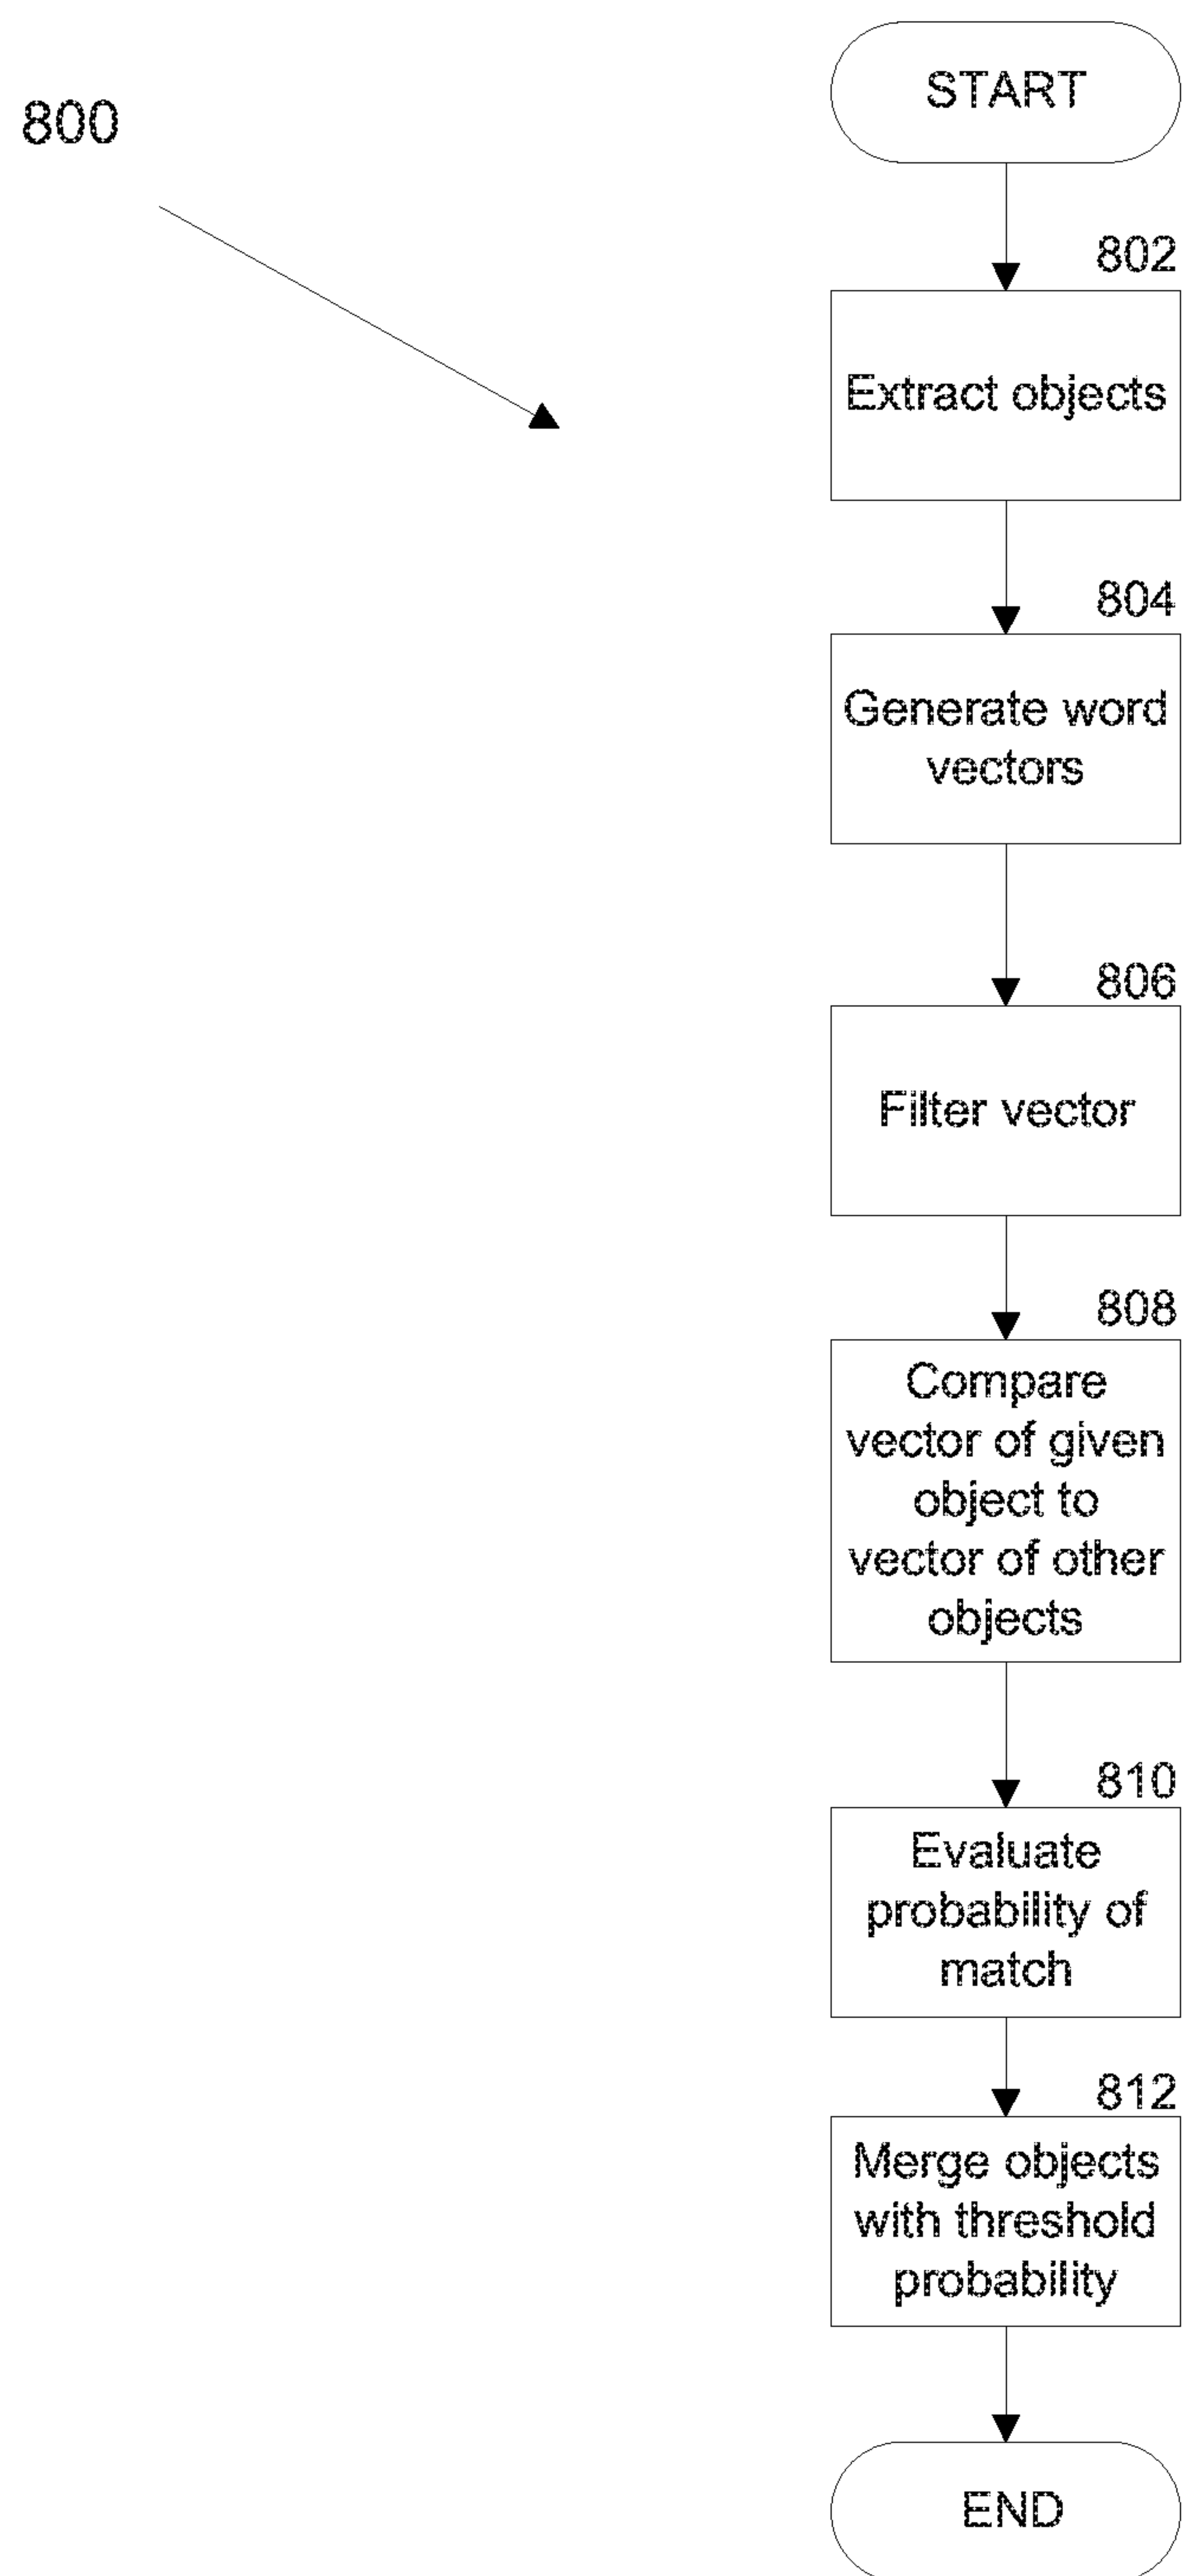 START
800
802
Extract objects
804
Generate word
vectors
806
Filter vector
808
Compare
vector of given
object to
vector of other
objects
810
Evaluate
probability of
match
812
Merge objects
with threshold
probability
END